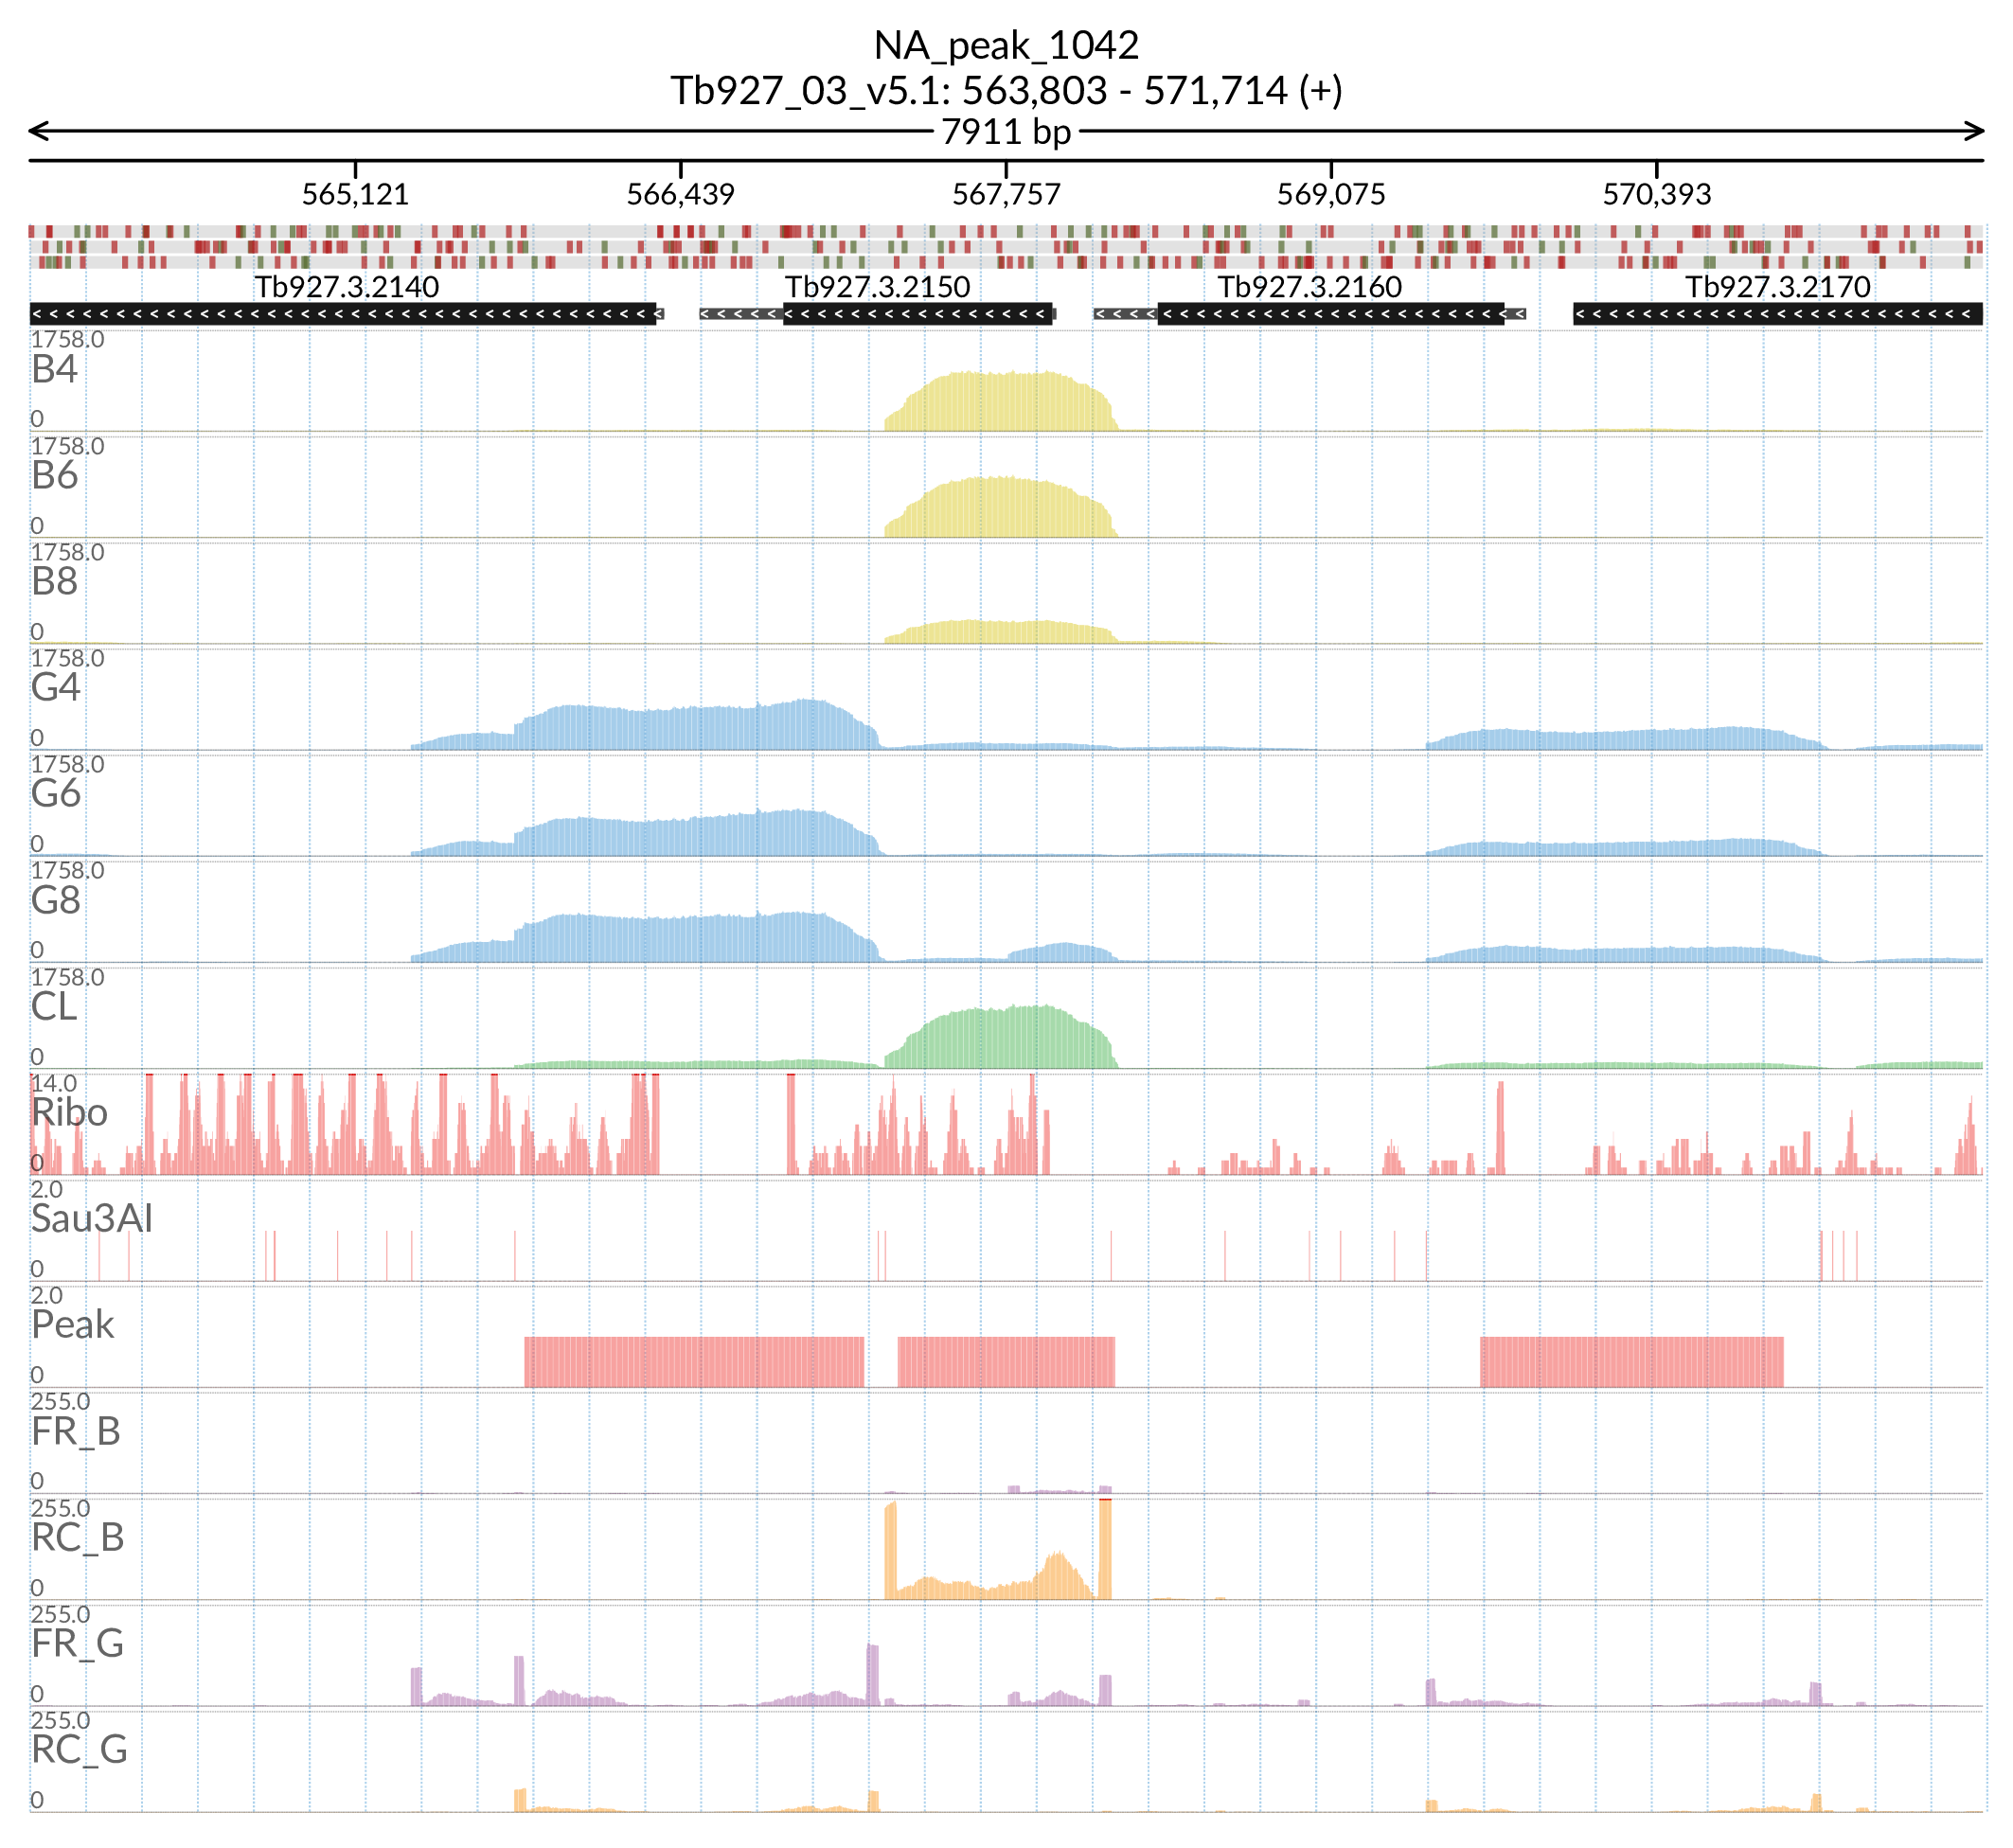 NA_peak_1042
Tb927_03_v5.1: 563,803 - 571,714 (+)
7911 bp
565,121 566,439 567,757 569,075 570,393
Tb927.3.2140 Tb927.3.2150 Tb927.3.2160 Tb927.3.2170
1758.0
B4
0
1758.0
B6
0
1758.0
B8
0
1758.0
G4
0
1758.0
G6
0
1758.0
G8
0
1758.0
CL
0
14.0
Ribo
0
2.0
Sau3AI
0
2.0
Peak
0
255.0
FR_B
0
255.0
RC_B
0
255.0
FR_G
0
255.0
RC_G
0